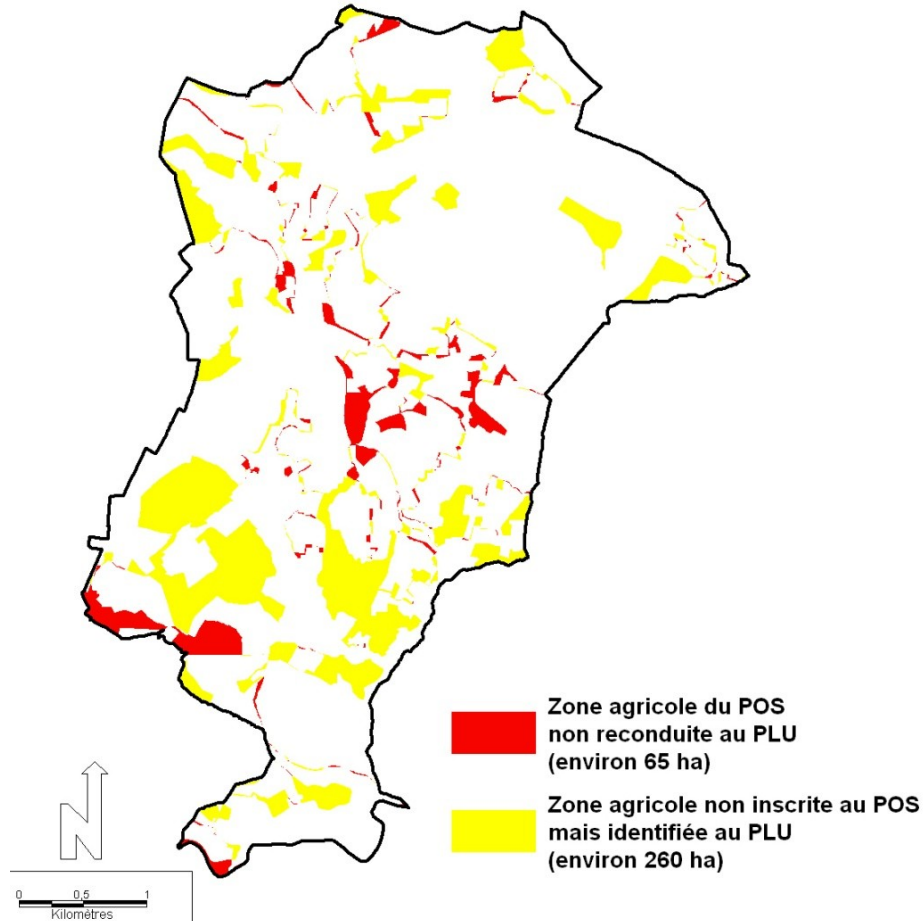 Zone agricole du POS
non reconduite au PLU
(environ 65 ha)
Zone agricole non inscrite au POS
mais identifiée au PLU
(environ 260 ha)
N
0 0,5 1
Kilomètres